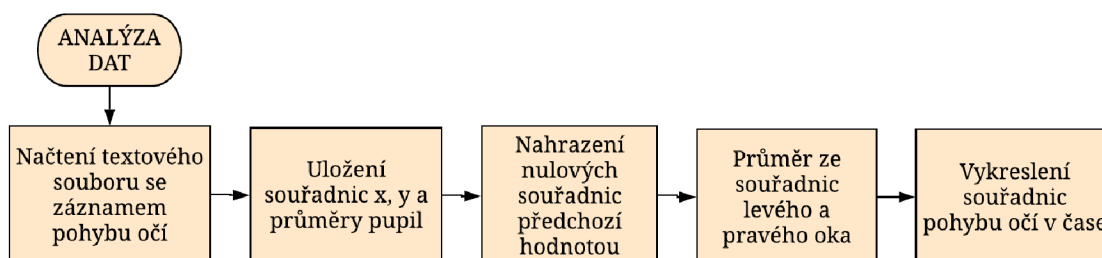 ANALÝZA
DAT
Načtení textového
souboru se
záznamem
pohybu očí
Uložení
souřadnic x, y a
průměry pupil
Nahrazení
nulových
souřadnic
předchozí
hodnotou
Průměr ze
souřadnic
levého a
pravého oka
Vykreslení
souřadnic
pohybu očí v čase